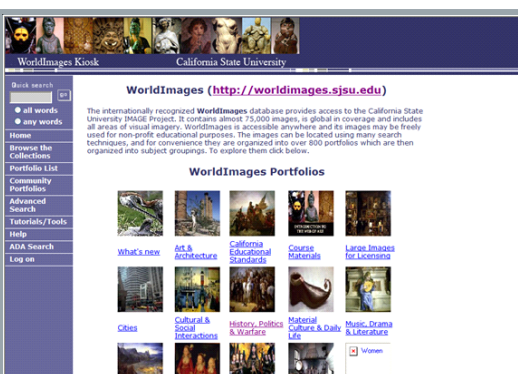 WorldImages Kiosk
California State University
Quick search
go
all words
any words
Home
Browse the
Collections
Portfolio List
Community
Portfolios
Advanced
Search
Tutorials/Tools
Help
ADA Search
Log on
WorldImages (http://worldimages.sjsu.edu)
The internationally recognized WorldImages database provides access to the California State
University IMAGE Project. It contains almost 75,000 images, is global in coverage and includes
all areas of visual imagery. WorldImages is accessible anywhere and its images may be freely
used for non-profit educational purposes. The images can be located using many search
techniques, and for convenience they are organized into over 800 portfolios which are then
organized into subject groupings. To explore them click below.
WorldImages Portfolios
INTRODUCTION TO
What's new
Art &
Architecture
California
Educational
Standards
Course
Materials
Large Images
for Licensing
Cities
Cultural &
Social
Interactions
History, Politics
& Warfare
Material
Culture & Daily
Life
Music, Drama
& Literature
Women